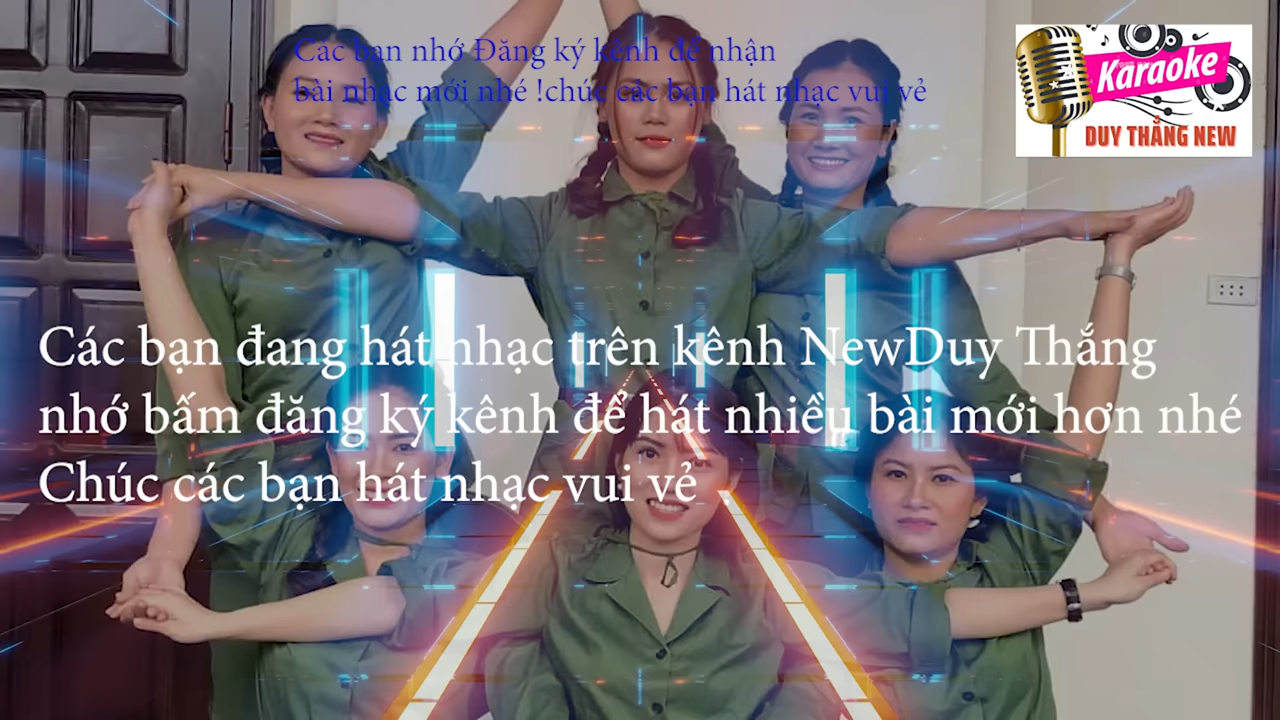 Các bạn nhớ Đăng ký kênh để nhận
bài nhạc mới nhé !chúc các bạn hát nhạc vui vẻ
Karaoke
DUY THẮNG NEW
Các bạn đang hát nhạc trên kênh NewDuy Thắng
nhớ bấm đăng ký kênh để hát nhiều bài mới hơn nhé
Chúc các bạn hát nhạc vui vẻ